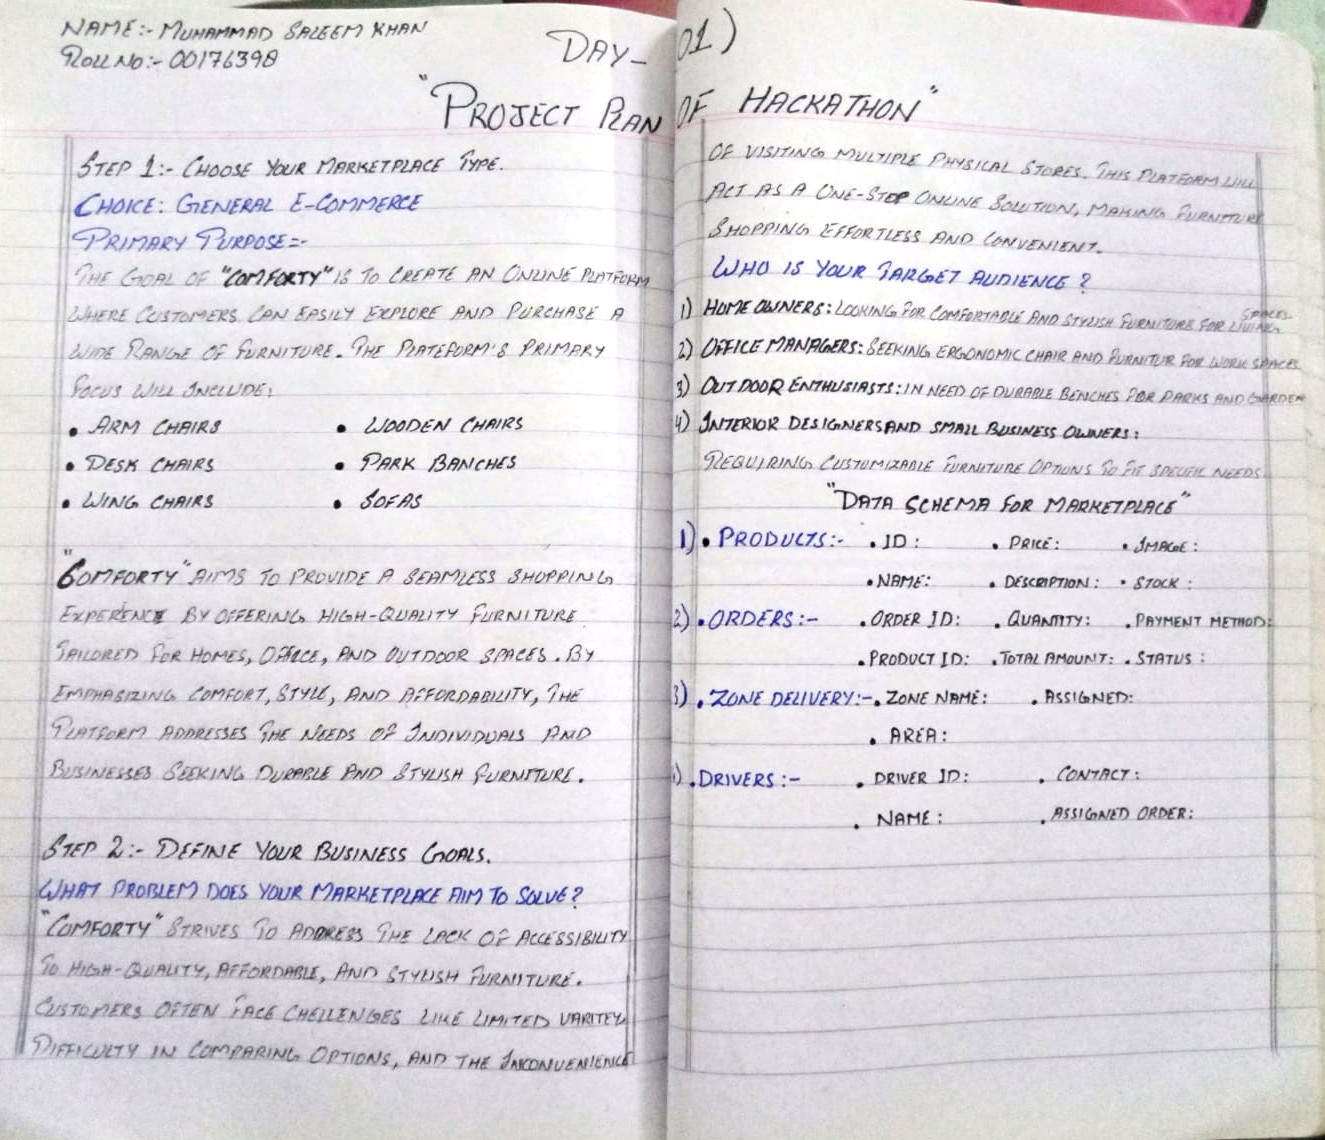 NAME:- MUHAMMAD SALEEM KHAN
ROLL NO:- 00176398
DAY- 01)
"PROJECT PLAN OF HACKATHON"
STEP 1:- CHOOSE YOUR MARKETPLACE TYPE.
CHOICE: GENERAL E-COMMERCE
PRIMARY PURPOSE:-
THE GOAL OF "COMFORTY" IS TO CREATE AN ONLINE PLATFORM
WHERE CUSTOMERS CAN EASILY EXPLORE AND PURCHASE A
WIDE RANGE OF FURNITURE. THE PLATEFORM'S PRIMARY
FOCUS WILL INCLUDE:
• ARM CHAIRS • WOODEN CHAIRS
• DESK CHAIRS • PARK BANCHES
• WING CHAIRS • SOFAS
"COMFORTY" AIMS TO PROVIDE A SEAMLESS SHOPPING
EXPERIENCE BY OFFERING HIGH-QUALITY FURNITURE
TAILORED FOR HOMES, OFFICE, AND OUTDOOR SPACES. BY
EMPHASIZING COMFORT, STYLE, AND AFFORDABILITY, THE
PLATFORM ADDRESSES THE NEEDS OF INDIVIDUALS AND
BUSINESSES SEEKING DURABLE AND STYLISH FURNITURE.
STEP 2:- DEFINE YOUR BUSINESS GOALS.
WHAT PROBLEM DOES YOUR MARKETPLACE AIM TO SOLVE?
"COMFORTY" STRIVES TO ADDRESS THE LACK OF ACCESSIBILITY
TO HIGH-QUALITY, AFFORDABLE, AND STYLISH FURNITURE.
CUSTOMERS OFTEN FACE CHELLENGES LIKE LIMITED VARITEY
DIFFICULTY IN COMPARING OPTIONS, AND THE INCONVENIENCE
OF VISITING MULTIPLE PHYSICAL STORES. THIS PLATFORM WILL
ACT AS A ONE-STOP ONLINE SOLUTION, MAKING FURNITURE
SHOPPING EFFORTLESS AND CONVENIENT.
WHO IS YOUR TARGET AUDIENCE?
1) HOME OWNERS: LOOKING FOR COMFORTABLE AND STYLISH FURNITURE FOR LIVING SPACES
2) OFFICE MANAGERS: SEEKING ERGONOMIC CHAIR AND FURNITUR FOR WORK SPACES
3) OUTDOOR ENTHUSIASTS: IN NEED OF DURABLE BENCHES FOR PARKS AND GARDEN
4) INTERIOR DESIGNERS AND SMALL BUSINESS OWNERS:
REQUIRING CUSTOMIZABLE FURNITURE OPTIONS TO FIT SPECIFIC NEEDS.
"DATA SCHEMA FOR MARKETPLACE"
1) • PRODUCTS:- • ID: • PRICE: • IMAGE:
• NAME: • DESCRIPTION: • STOCK:
2) • ORDERS:- • ORDER ID: • QUANTITY: • PAYMENT METHOD:
• PRODUCT ID: • TOTAL AMOUNT: • STATUS:
3) • ZONE DELIVERY:- • ZONE NAME: • ASSIGNED:
• AREA:
) • DRIVERS:- • DRIVER ID: • CONTACT:
• NAME: • ASSIGNED ORDER: